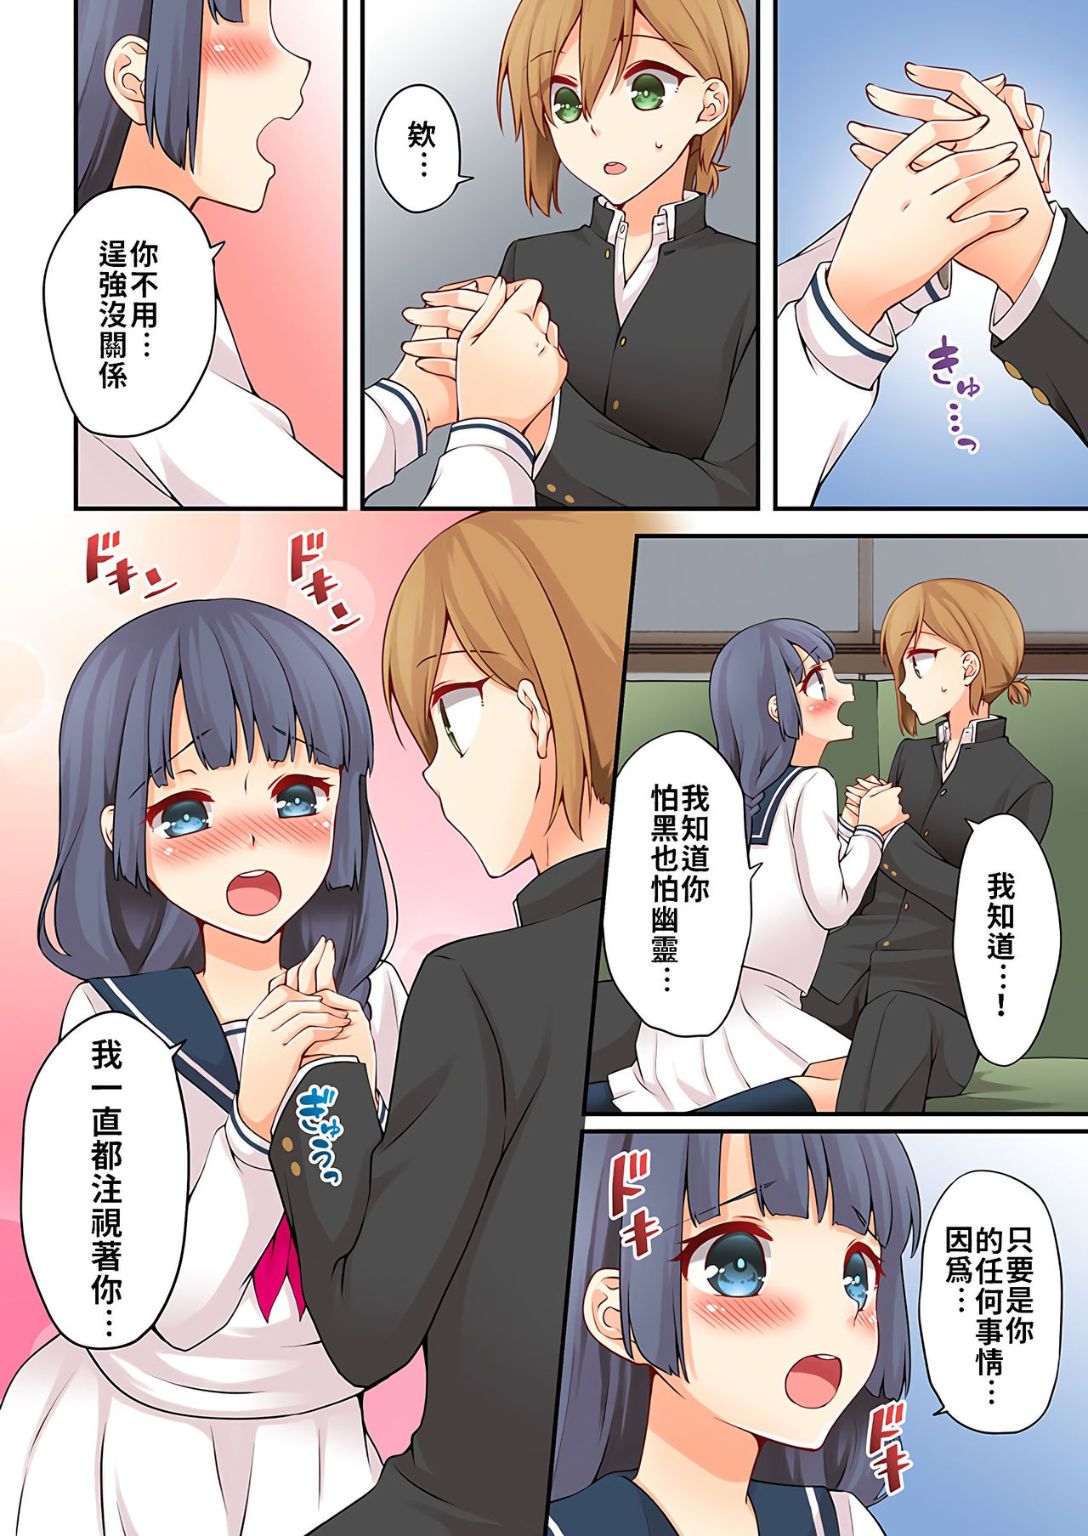 きゅ…っ
欸…
你不用…
逞強沒關係
我知道…！
我知道你
怕黑也怕幽靈…
ドキ
只要是你
的任何事情…
因爲…
ドキ
ドキン
ドキン
ぎゅうっ
我一直都注視著你…